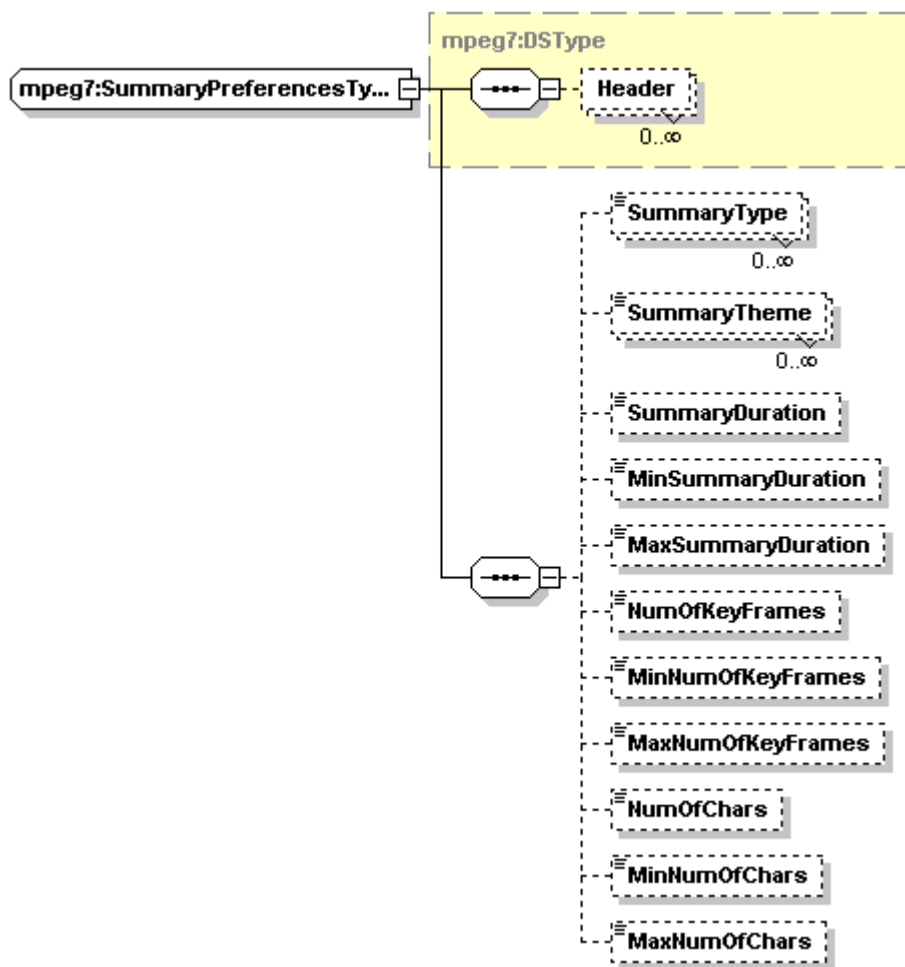 mpeg7:DSType
mpeg7:SummaryPreferencesTy...
Header
0..∞
SummaryType
0..∞
SummaryTheme
0..∞
SummaryDuration
MinSummaryDuration
MaxSummaryDuration
NumOfKeyFrames
MinNumOfKeyFrames
MaxNumOfKeyFrames
NumOfChars
MinNumOfChars
MaxNumOfChars